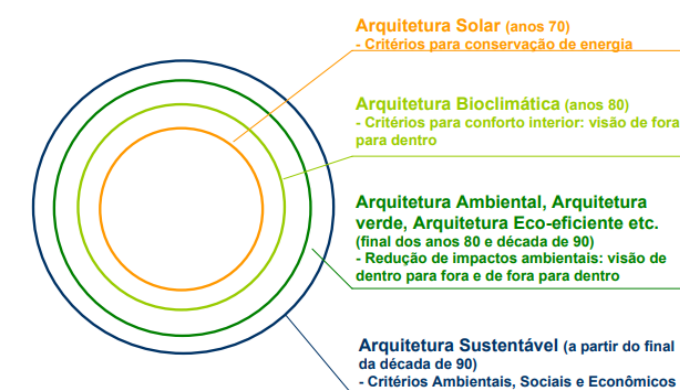 Arquitetura Solar (anos 70)
- Critérios para conservação de energia
Arquitetura Bioclimática (anos 80)
- Critérios para conforto interior: visão de fora
para dentro
Arquitetura Ambiental, Arquitetura
verde, Arquitetura Eco-eficiente etc.
(final dos anos 80 e década de 90)
- Redução de impactos ambientais: visão de
dentro para fora e de fora para dentro
Arquitetura Sustentável (a partir do final
da década de 90)
- Critérios Ambientais, Sociais e Econômicos